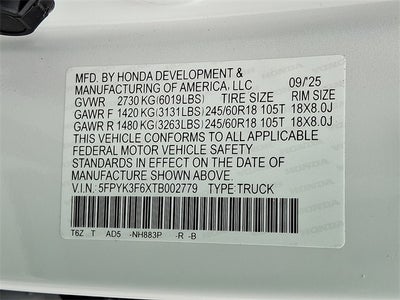 MFD. BY HONDA DEVELOPMENT &
MANUFACTURING OF AMERICA, LLC 09/25
GVWR 2730 KG(6019LBS) TIRE SIZE RIM SIZE
GAWR F 1420 KG(3131LBS) 245/60R18 105T 18X8.0J
GAWR R 1480 KG(3263LBS) 245/60R18 105T 18X8.0J
THIS VEHICLE CONFORMS TO ALL APPLICABLE
FEDERAL MOTOR VEHICLE SAFETY
STANDARDS IN EFFECT ON THE DATE OF
MANUFACTURE SHOWN ABOVE.
V.I.N.: 5FPYK3F6XTB002779 TYPE:TRUCK
T6Z T AD5 -NH883P -R -B